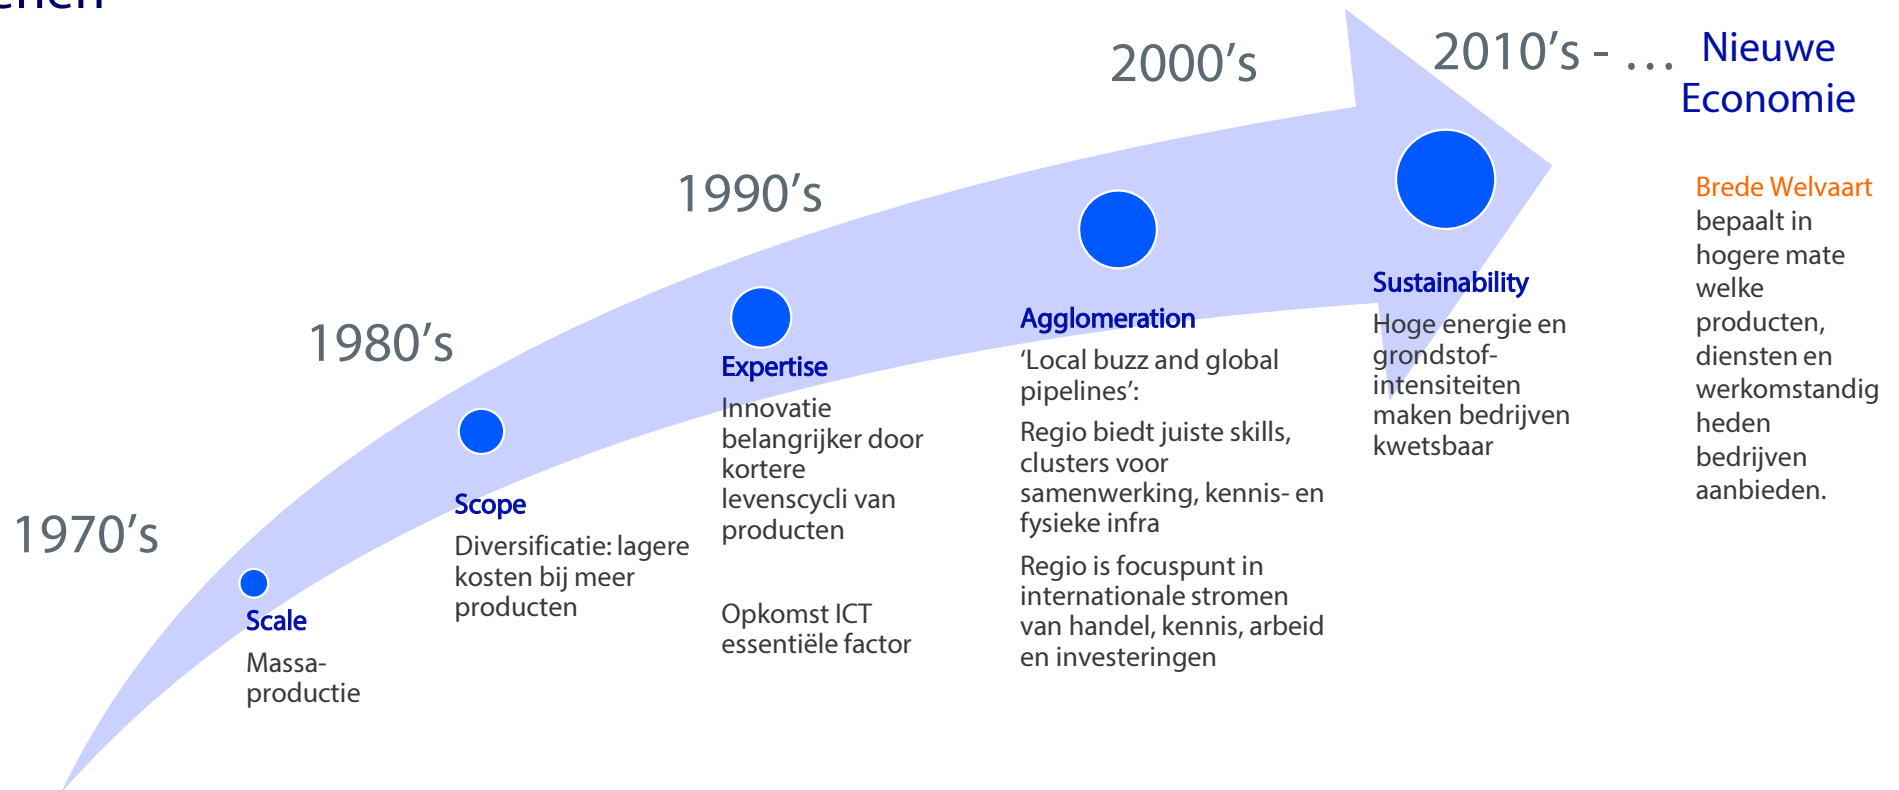 1970's
Scale
Massa-
productie
1980's
Scope
Diversificatie: lagere
kosten bij meer
producten
1990's
Expertise
Innovatie
belangrijker door
kortere
levenscycli van
producten
Opkomst ICT
essentiële factor
2000's
Agglomeration
‘Local buzz and global
pipelines’:
Regio biedt juiste skills,
clusters voor
samenwerking, kennis- en
fysieke infra
Regio is focuspunt in
internationale stromen
van handel, kennis, arbeid
en investeringen
2010's - …
Sustainability
Hoge energie en
grondstof-
intensiteiten
maken bedrijven
kwetsbaar
Nieuwe
Economie
Brede Welvaart
bepaalt in
hogere mate
welke
producten,
diensten en
werkomstandig
heden
bedrijven
aanbieden.